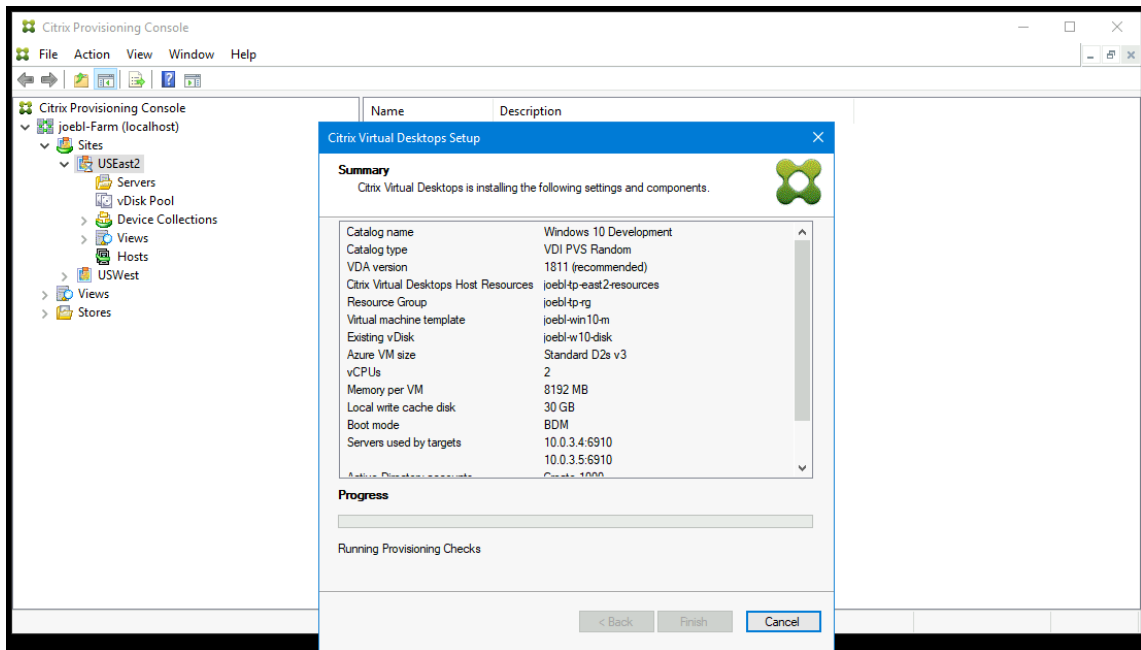 Citrix Provisioning Console
File Action View Window Help
Citrix Provisioning Console
joebl-Farm (localhost)
Sites
USEast2
Servers
vDisk Pool
Device Collections
Views
Hosts
USWest
Views
Stores
Name Description
Citrix Virtual Desktops Setup
Summary
Citrix Virtual Desktops is installing the following settings and components.
Catalog name Windows 10 Development
Catalog type VDI PVS Random
VDA version 1811 (recommended)
Citrix Virtual Desktops Host Resources joebl-tp-east2-resources
Resource Group joebl-tp-rg
Virtual machine template joebl-win10-m
Existing vDisk joebl-w10-disk
Azure VM size Standard D2s v3
vCPUs 2
Memory per VM 8192 MB
Local write cache disk 30 GB
Boot mode BDM
Servers used by targets 10.0.3.4:6910
10.0.3.5:6910
Active Directory accounts Create 1000
Progress
Running Provisioning Checks
< Back Finish Cancel